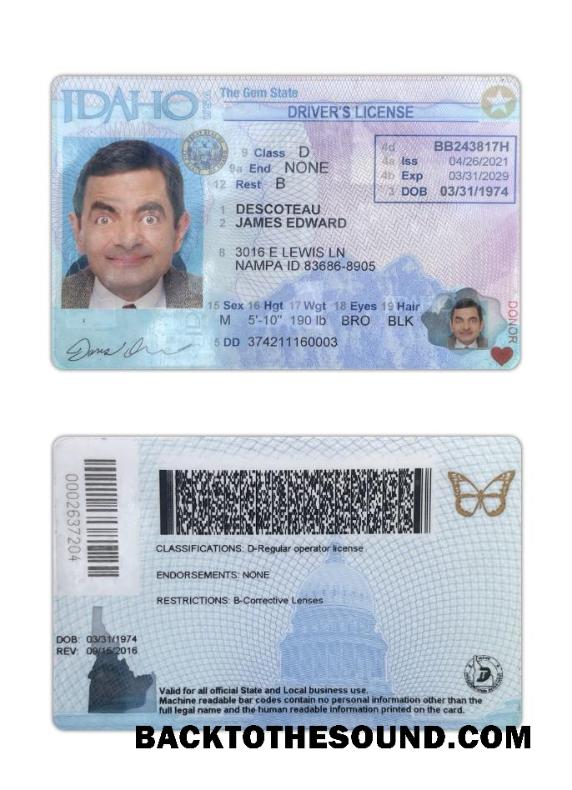 IDAHO USA
The Gem State
DRIVER'S LICENSE
9 Class D
9a End NONE
12 Rest B
4d BB243817H
4a Iss 04/26/2021
4b Exp 03/31/2029
3 DOB 03/31/1974
1 DESCOTEAU
2 JAMES EDWARD
8 3016 E LEWIS LN
NAMPA ID 83686-8905
15 Sex 16 Hgt 17 Wgt 18 Eyes 19 Hair
M 5'-10" 190 lb BRO BLK
5 DD 374211160003
DONOR
0002637204
CLASSIFICATIONS: D-Regular operator license
ENDORSEMENTS: NONE
RESTRICTIONS: B-Corrective Lenses
DOB: 03/31/1974
REV: 09/15/2016
Valid for all official State and Local business use.
Machine readable bar codes contain no personal information other than the
full legal name and the human readable information printed on the card.
BACKTOTHESOUND.COM